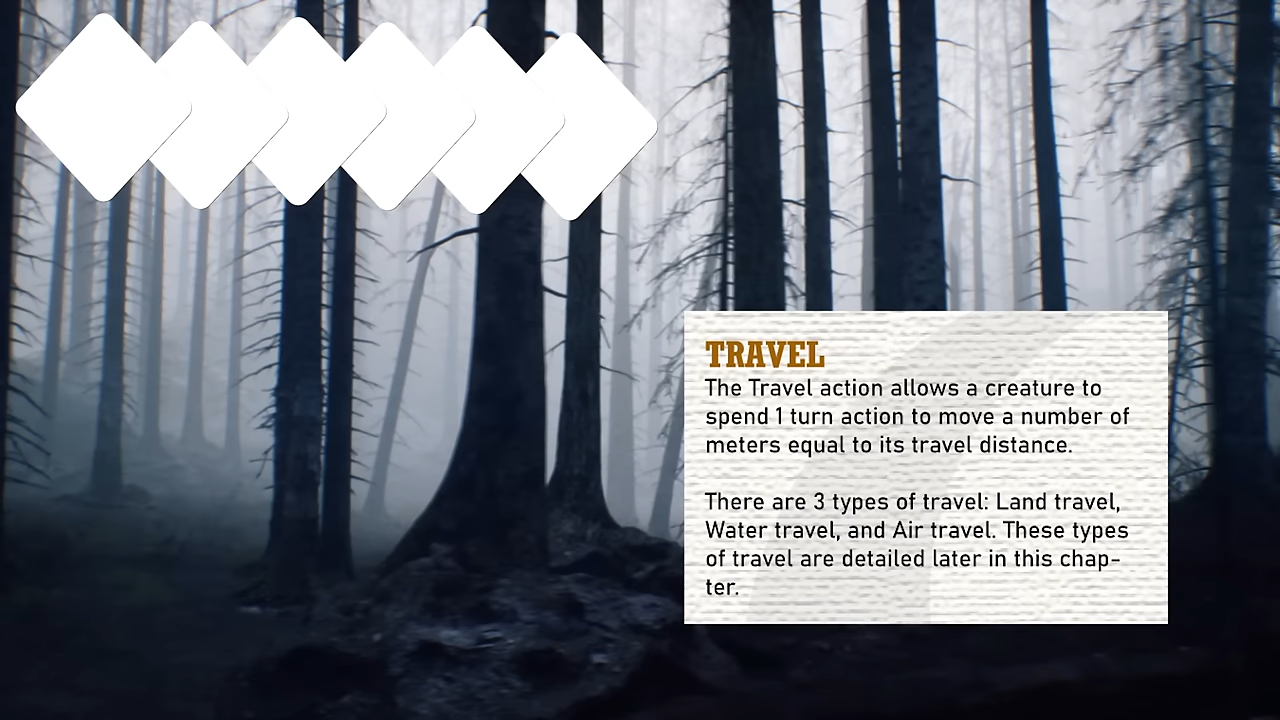 TRAVEL
The Travel action allows a creature to
spend 1 turn action to move a number of
meters equal to its travel distance.
There are 3 types of travel: Land travel,
Water travel, and Air travel. These types
of travel are detailed later in this chap-
ter.